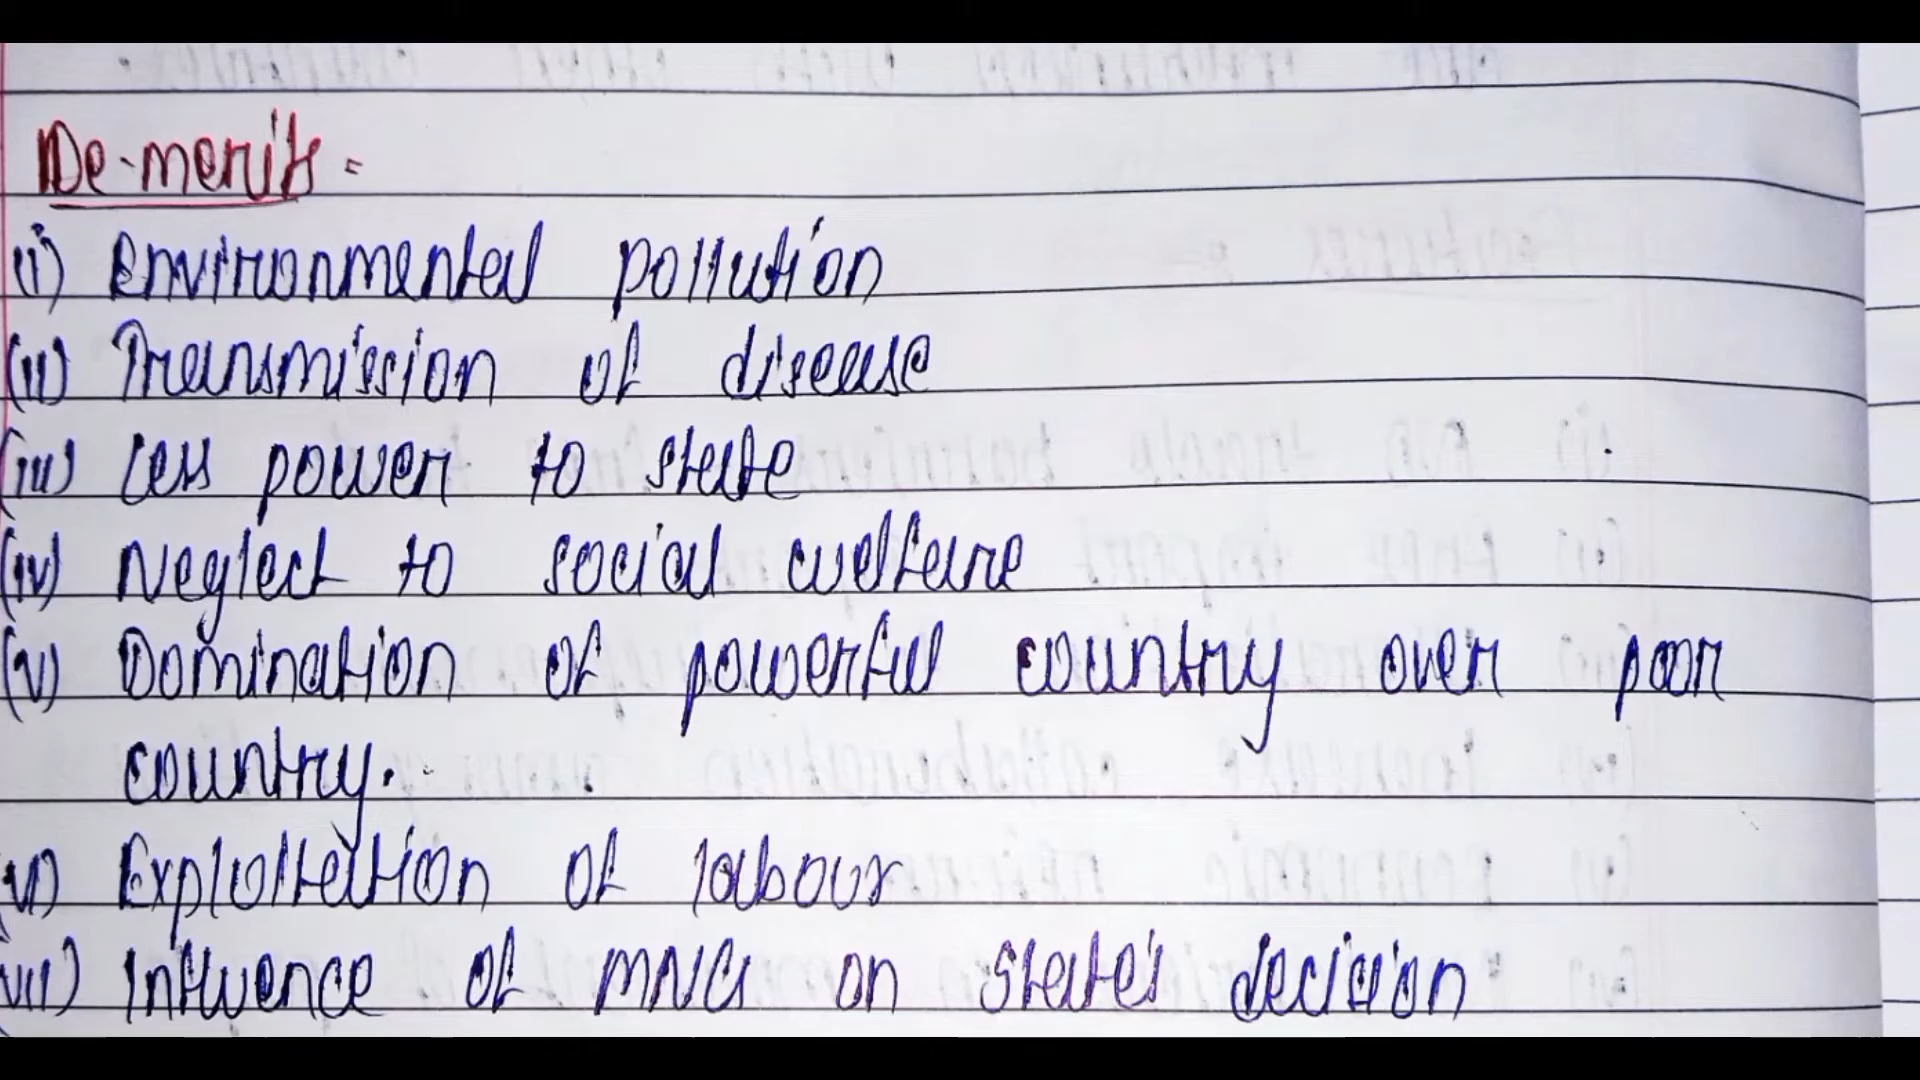 De-merits =
(i) Environmental pollution
(ii) Transmission of disease
(iii) Less power to state
(iv) Neglect to social welfare
(v) Domination of powerful country over poor
country.
vi) Exploitation of labour
vii) Influence of MNCs on state's decision